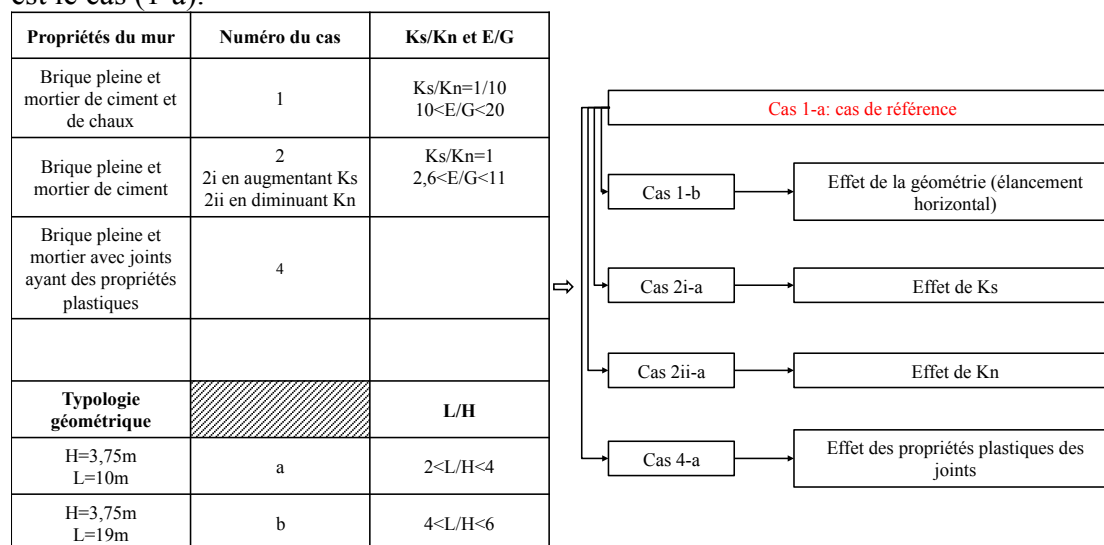 est le cas (1-a).
Propriétés du mur
Numéro du cas
Ks/Kn et E/G
Brique pleine et
mortier de ciment et
de chaux
1
Ks/Kn=1/10
10<E/G<20
Brique pleine et
mortier de ciment
2
2i en augmentant Ks
2ii en diminuant Kn
Ks/Kn=1
2,6<E/G<11
Brique pleine et
mortier avec joints
ayant des propriétés
plastiques
4
Typologie
géométrique
L/H
H=3,75m
L=10m
a
2<L/H<4
H=3,75m
L=19m
b
4<L/H<6
Cas 1-a: cas de référence
Cas 1-b
Effet de la géométrie (élancement
horizontal)
Cas 2i-a
Effet de Ks
Cas 2ii-a
Effet de Kn
Cas 4-a
Effet des propriétés plastiques des
joints